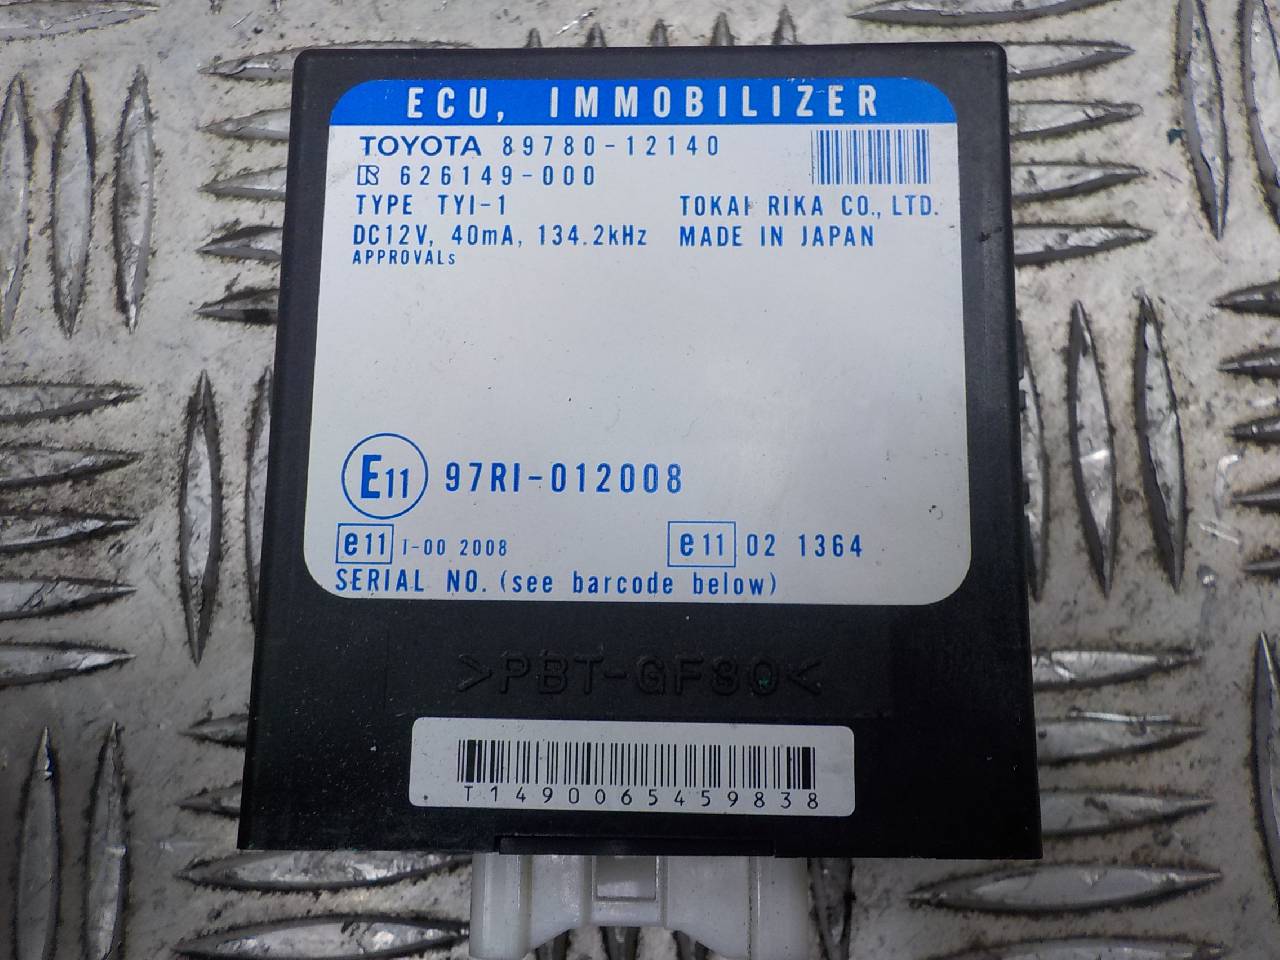 ECU, IMMOBILIZER
TOYOTA 89780-12140
626149-000
TYPE TYI-1 TOKAI RIKA CO., LTD.
DC12V, 40mA, 134.2kHz MADE IN JAPAN
APPROVALs
E11 97RI-012008
e11 T-00 2008 e11 02 1364
SERIAL NO. (see barcode below)
>PBT-GF30<
T1490065459838